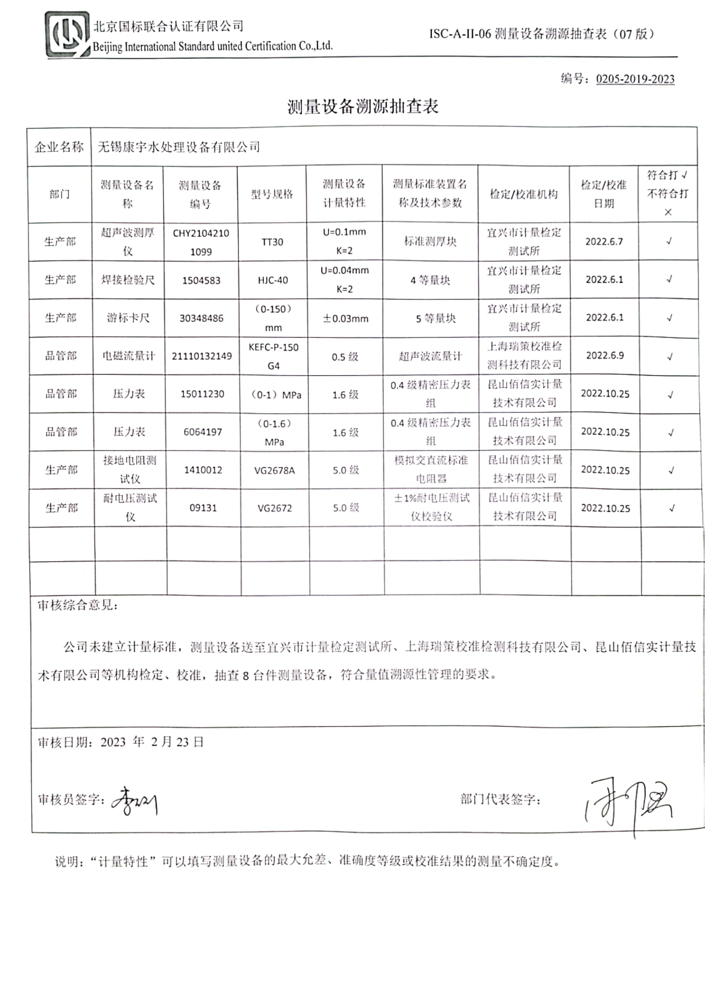 北京国标联合认证有限公司
Beijing International Standard united Certification Co.,Ltd.
ISC-A-II-06 测量设备溯源抽查表（07 版）
编号：0205-2019-2023
测量设备溯源抽查表
企业名称 无锡康宇水处理设备有限公司
部门 测量设备名称 测量设备编号 型号规格 测量设备计量特性 测量标准装置名称及技术参数 检定/校准机构 检定/校准日期 符合打√不符合打×
生产部 超声波测厚仪 CHY21042101099 TT30 U=0.1mm K=2 标准测厚块 宜兴市计量检定测试所 2022.6.7 √
生产部 焊接检验尺 1504583 HJC-40 U=0.04mm K=2 4 等量块 宜兴市计量检定测试所 2022.6.1 √
生产部 游标卡尺 30348486 （0-150）mm ±0.03mm 5 等量块 宜兴市计量检定测试所 2022.6.1 √
品管部 电磁流量计 21110132149 KEFC-P-150G4 0.5 级 超声波流量计 上海瑞策校准检测科技有限公司 2022.6.9 √
品管部 压力表 15011230 （0-1）MPa 1.6 级 0.4 级精密压力表组 昆山佰信实计量技术有限公司 2022.10.25 √
品管部 压力表 6064197 （0-1.6）MPa 1.6 级 0.4 级精密压力表组 昆山佰信实计量技术有限公司 2022.10.25 √
生产部 接地电阻测试仪 1410012 VG2678A 5.0 级 模拟交直流标准电阻器 昆山佰信实计量技术有限公司 2022.10.25 √
生产部 耐电压测试仪 09131 VG2672 5.0 级 ±1%耐电压测试仪校验仪 昆山佰信实计量技术有限公司 2022.10.25 √
审核综合意见：
公司未建立计量标准，测量设备送至宜兴市计量检定测试所、上海瑞策校准检测科技有限公司、昆山佰信实计量技
术有限公司等机构检定、校准，抽查 8 台件测量设备，符合量值溯源性管理的要求。
审核日期：2023 年 2 月 23 日
审核员签字：
部门代表签字：
说明：“计量特性”可以填写测量设备的最大允差、准确度等级或校准结果的测量不确定度。